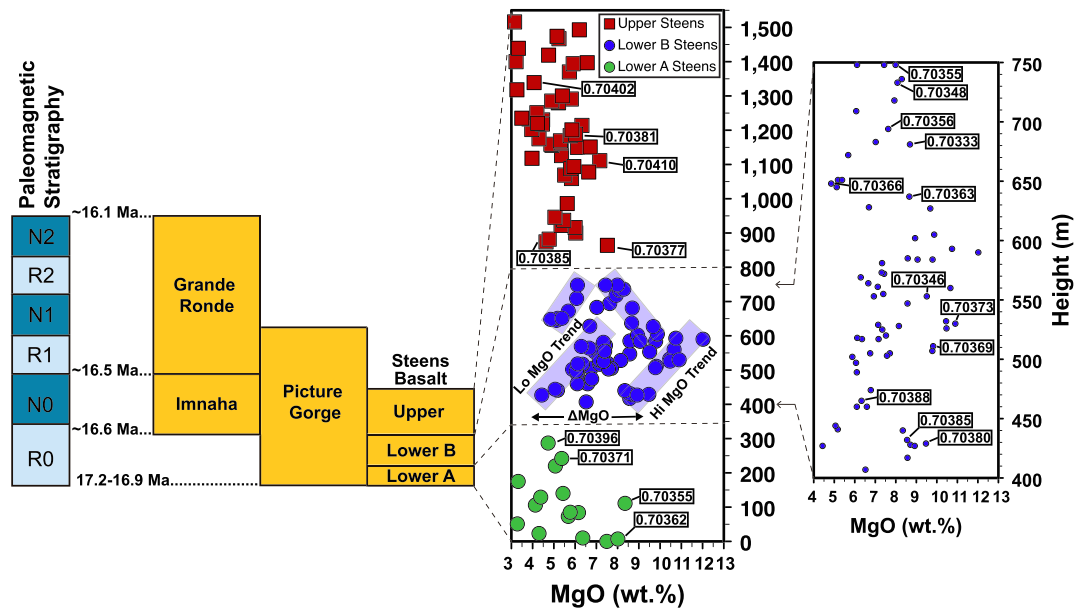 Paleomagnetic
Stratigraphy
N2
R2
N1
R1
N0
R0
~16.1 Ma...
~16.5 Ma...
~16.6 Ma...
17.2-16.9 Ma
Grande
Ronde
Imnaha
Picture
Gorge
Steens
Basalt
Upper
Lower B
Lower A
Upper Steens
Lower B Steens
Lower A Steens
0.70402
0.70381
0.70410
0.70385
0.70377
Lo MgO Trend
Hi MgO Trend
ΔMgO
0.70396
0.70371
0.70355
0.70362
1,500
1,400
1,300
1,200
1,100
1,000
900
800
700
600
500
400
300
200
100
0
3 4 5 6 7 8 9 10 11 12 13
MgO (wt.%)
0.70355
0.70348
0.70356
0.70333
0.70366
0.70363
0.70346
0.70373
0.70369
0.70388
0.70385
0.70380
750
700
650
600
550
500
450
400
Height (m)
4 5 6 7 8 9 10 11 12 13
MgO (wt.%)